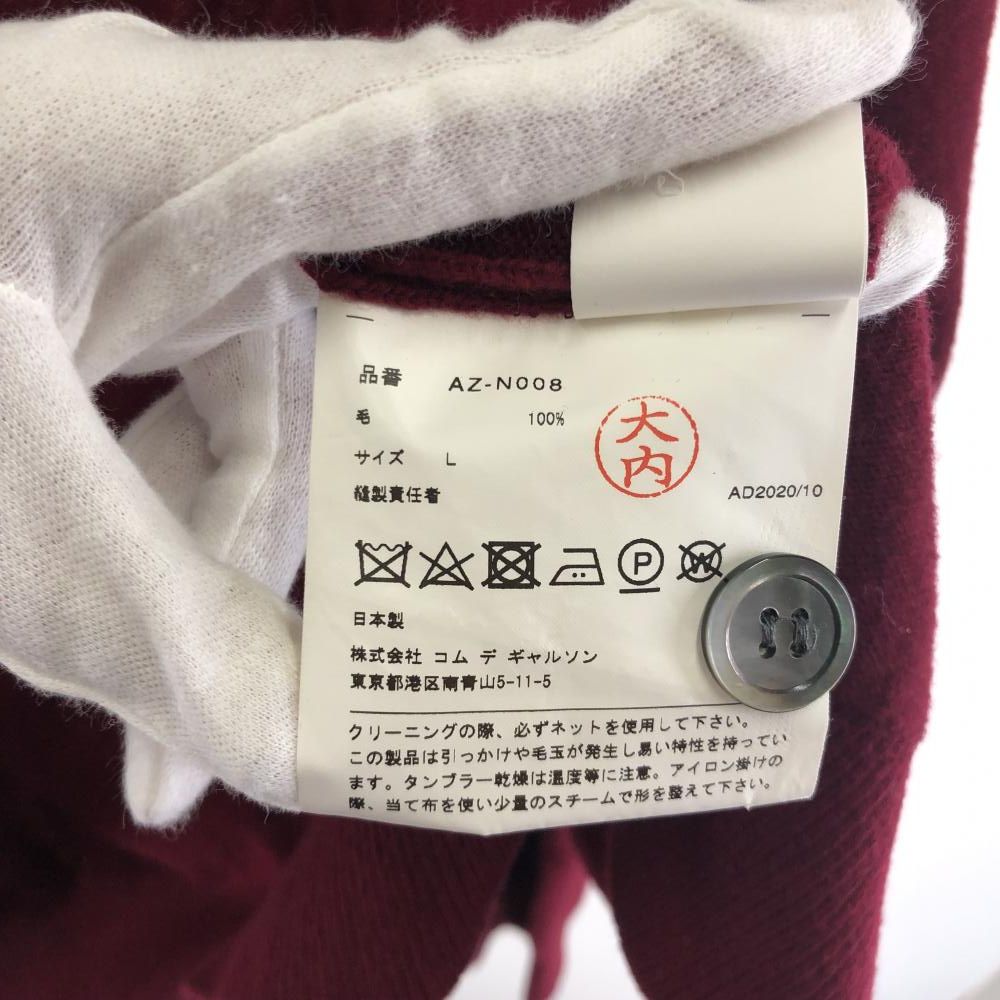 品番 AZ-N008
毛 100%
サイズ L
縫製責任者
大内
AD2020/10
P W
日本製
株式会社 コム デ ギャルソン
東京都港区南青山5-11-5
クリーニングの際、必ずネットを使用して下さい。
この製品は引っかけや毛玉が発生し易い特性を持ってい
ます。タンブラー乾燥は温度等に注意。アイロン掛けの
際、当て布を使い少量のスチームで形を整えて下さい。